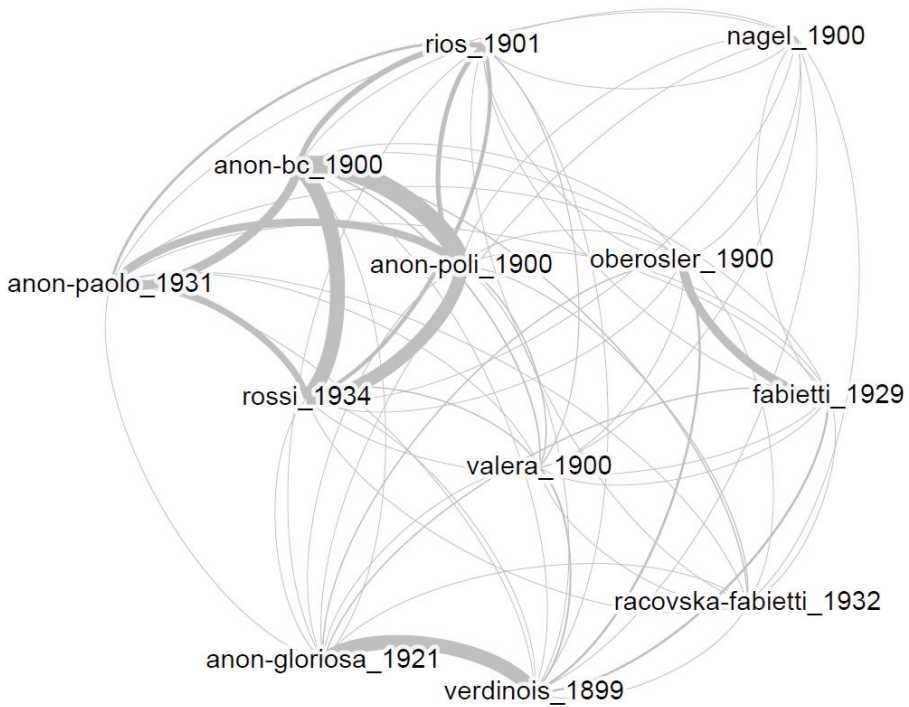 rios_1901
nagel_1900
anon-bc_1900
anon-poli_1900
oberosler_1900
anon-paolo_1931
rossi_1934
fabietti_1929
valera_1900
racovska-fabietti_1932
anon-gloriosa_1921
verdinois_1899